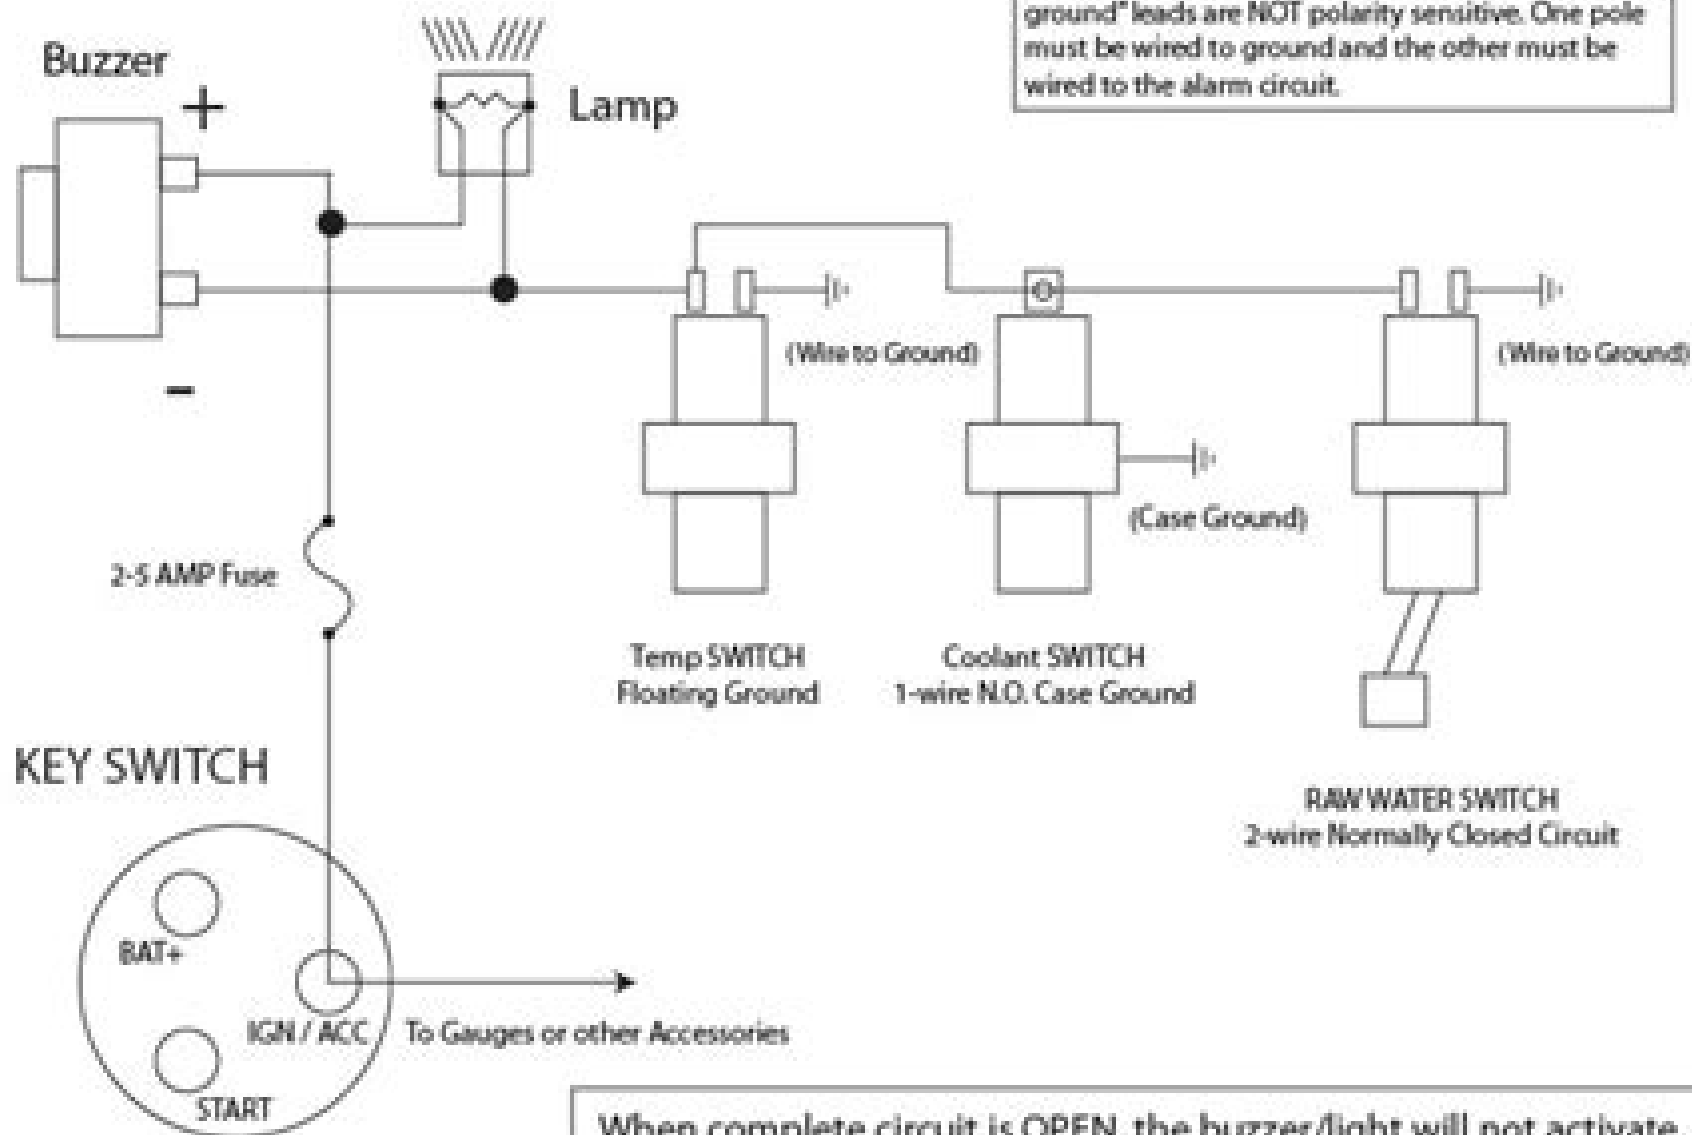 ground" leads are NOT polarity sensitive. One pole
must be wired to ground and the other must be
wired to the alarm circuit.
Buzzer
+
Lamp
-
(Wire to Ground)
(Wire to Ground)
(Case Ground)
2-5 AMP Fuse
Temp SWITCH
Floating Ground
Coolant SWITCH
1-wire N.O. Case Ground
RAW WATER SWITCH
2-wire Normally Closed Circuit
KEY SWITCH
BAT+
IGN / ACC
To Gauges or other Accessories
START
When complete circuit is OPEN, the buzzer/light will not activate